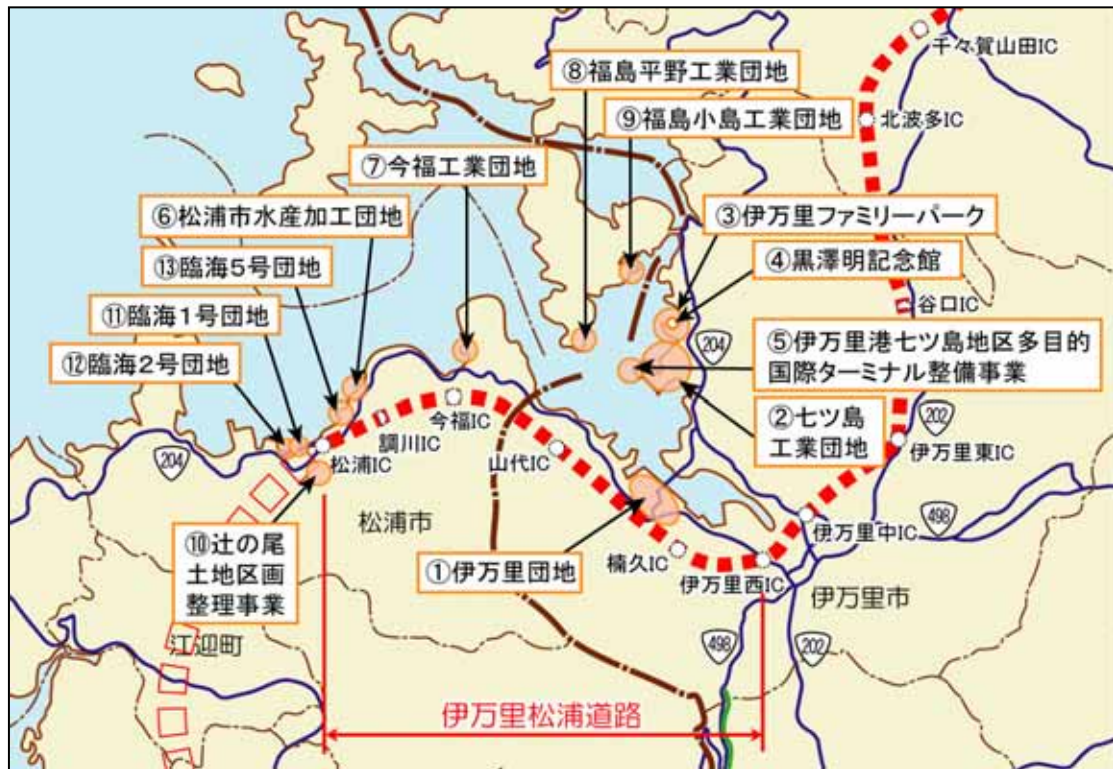 千々賀山田IC
⑧福島平野工業団地
⑨福島小島工業団地
北波多IC
⑦今福工業団地
⑥松浦市水産加工団地
③伊万里ファミリーパーク
⑬臨海5号団地
④黒澤明記念館
⑪臨海1号団地
谷口IC
⑫臨海2号団地
204
⑤伊万里港七ツ島地区多目的
国際ターミナル整備事業
②七ツ島
工業団地
今福IC
調川IC
202
204
松浦IC
山代IC
伊万里東IC
松浦市
498
伊万里中IC
⑩辻の尾
土地区画
整理事業
①伊万里団地
楠久IC
伊万里西IC
伊万里市
江迎町
498
202
伊万里松浦道路